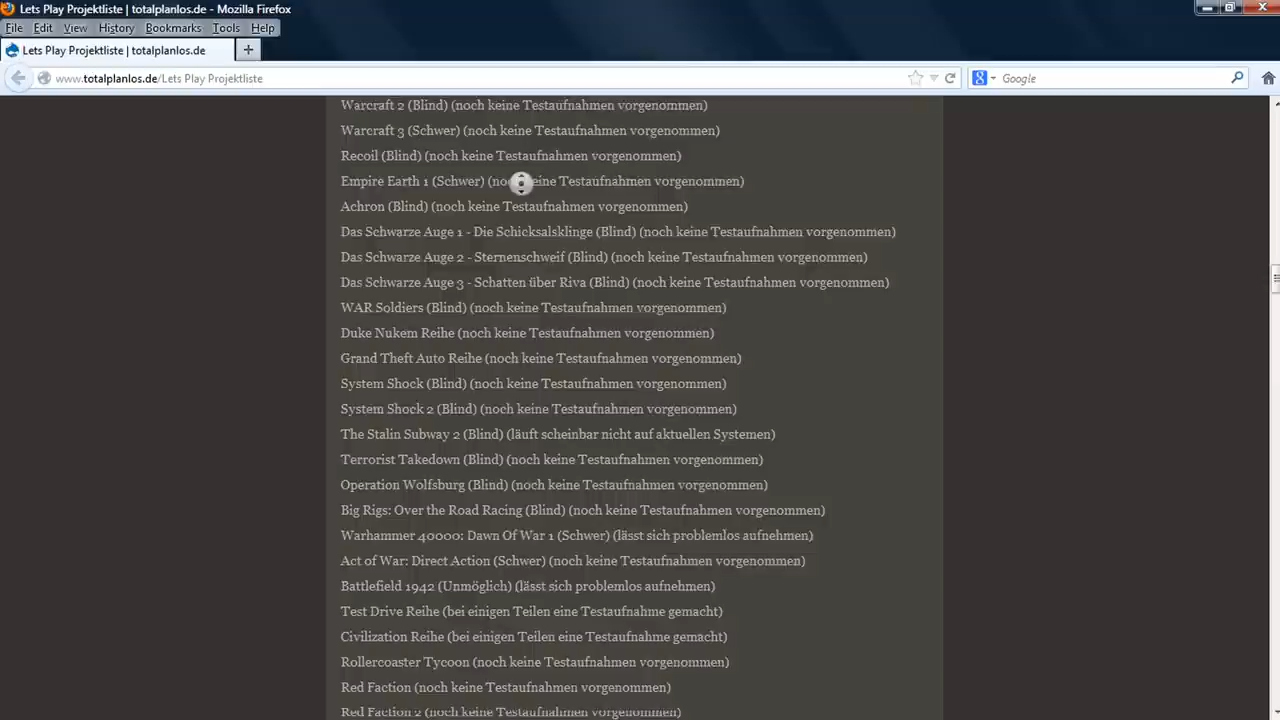 Lets Play Projektliste | totalplanlos.de - Mozilla Firefox
File Edit View History Bookmarks Tools Help
Lets Play Projektliste | totalplanlos.de
www.totalplanlos.de/Lets Play Projektliste
Google
Warcraft 2 (Blind) (noch keine Testaufnahmen vorgenommen)
Warcraft 3 (Schwer) (noch keine Testaufnahmen vorgenommen)
Recoil (Blind) (noch keine Testaufnahmen vorgenommen)
Empire Earth 1 (Schwer) (noch keine Testaufnahmen vorgenommen)
Achron (Blind) (noch keine Testaufnahmen vorgenommen)
Das Schwarze Auge 1 - Die Schicksalsklinge (Blind) (noch keine Testaufnahmen vorgenommen)
Das Schwarze Auge 2 - Sternenschweif (Blind) (noch keine Testaufnahmen vorgenommen)
Das Schwarze Auge 3 - Schatten über Riva (Blind) (noch keine Testaufnahmen vorgenommen)
WAR Soldiers (Blind) (noch keine Testaufnahmen vorgenommen)
Duke Nukem Reihe (noch keine Testaufnahmen vorgenommen)
Grand Theft Auto Reihe (noch keine Testaufnahmen vorgenommen)
System Shock (Blind) (noch keine Testaufnahmen vorgenommen)
System Shock 2 (Blind) (noch keine Testaufnahmen vorgenommen)
The Stalin Subway 2 (Blind) (läuft scheinbar nicht auf aktuellen Systemen)
Terrorist Takedown (Blind) (noch keine Testaufnahmen vorgenommen)
Operation Wolfsburg (Blind) (noch keine Testaufnahmen vorgenommen)
Big Rigs: Over the Road Racing (Blind) (noch keine Testaufnahmen vorgenommen)
Warhammer 40000: Dawn Of War 1 (Schwer) (lässt sich problemlos aufnehmen)
Act of War: Direct Action (Schwer) (noch keine Testaufnahmen vorgenommen)
Battlefield 1942 (Unmöglich) (lässt sich problemlos aufnehmen)
Test Drive Reihe (bei einigen Teilen eine Testaufnahme gemacht)
Civilization Reihe (bei einigen Teilen eine Testaufnahme gemacht)
Rollercoaster Tycoon (noch keine Testaufnahmen vorgenommen)
Red Faction (noch keine Testaufnahmen vorgenommen)
Red Faction 2 (noch keine Testaufnahmen vorgenommen)